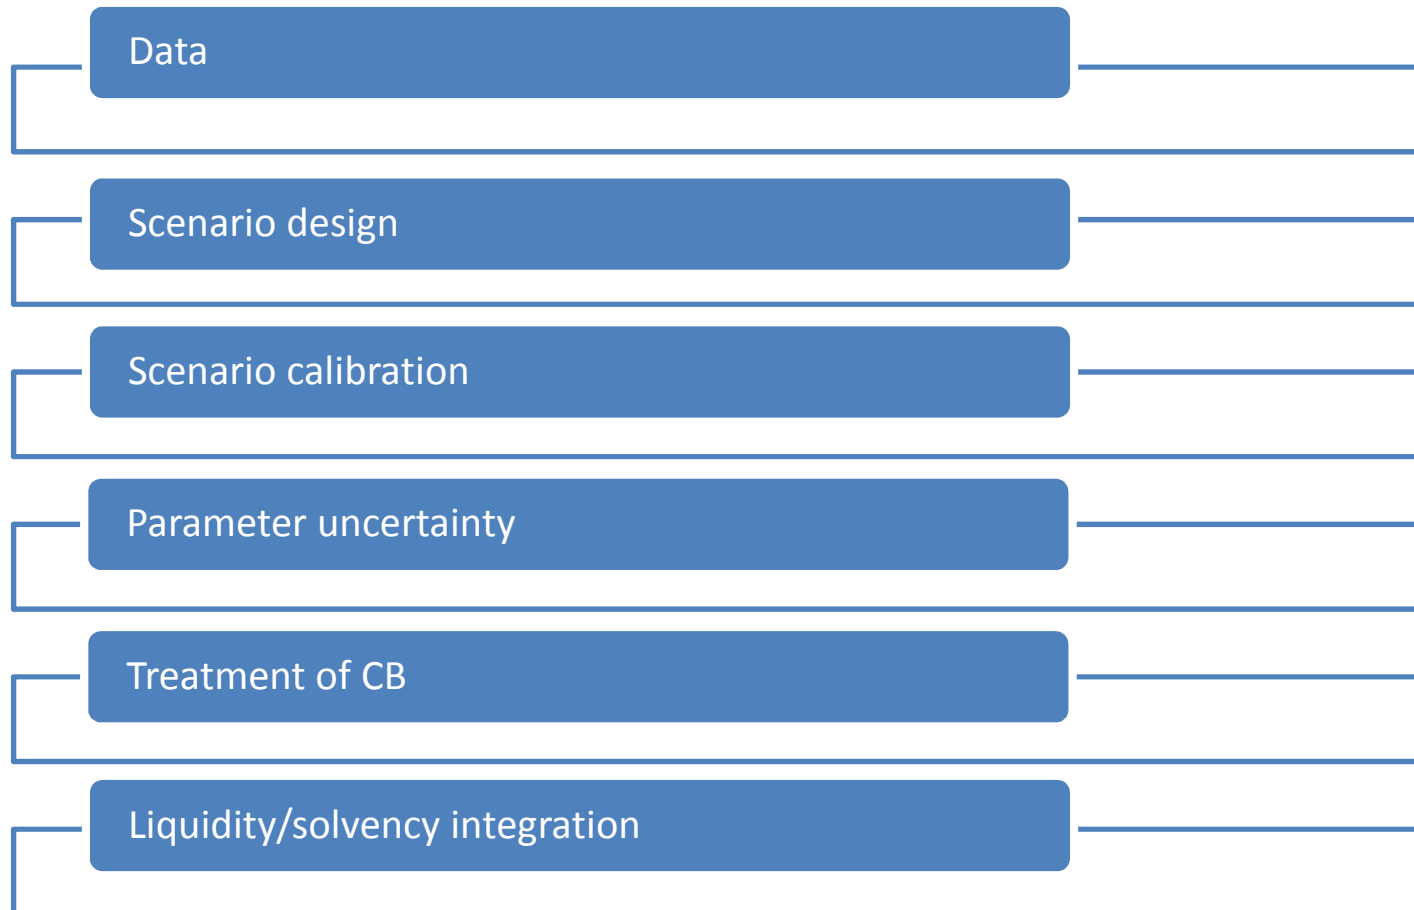 Data
Scenario design
Scenario calibration
Parameter uncertainty
Treatment of CB
Liquidity/solvency integration